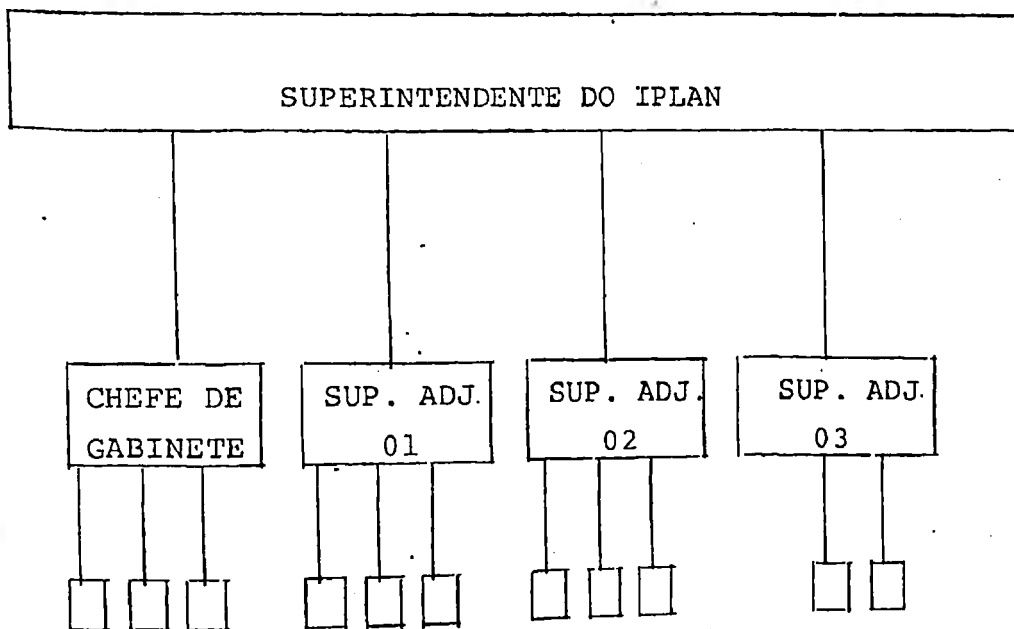 SUPERINTENDENTE DO IPLAN
CHEFE DE
GABINETE
SUP. ADJ.
01
SUP. ADJ.
02
SUP. ADJ.
03